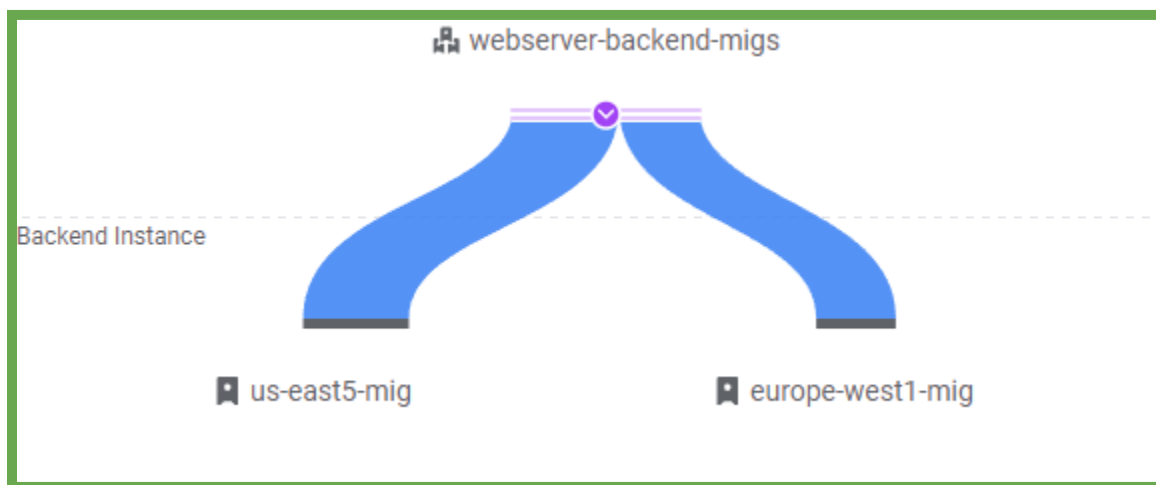 webserver-backend-migs
Backend Instance
us-east5-mig
europe-west1-mig